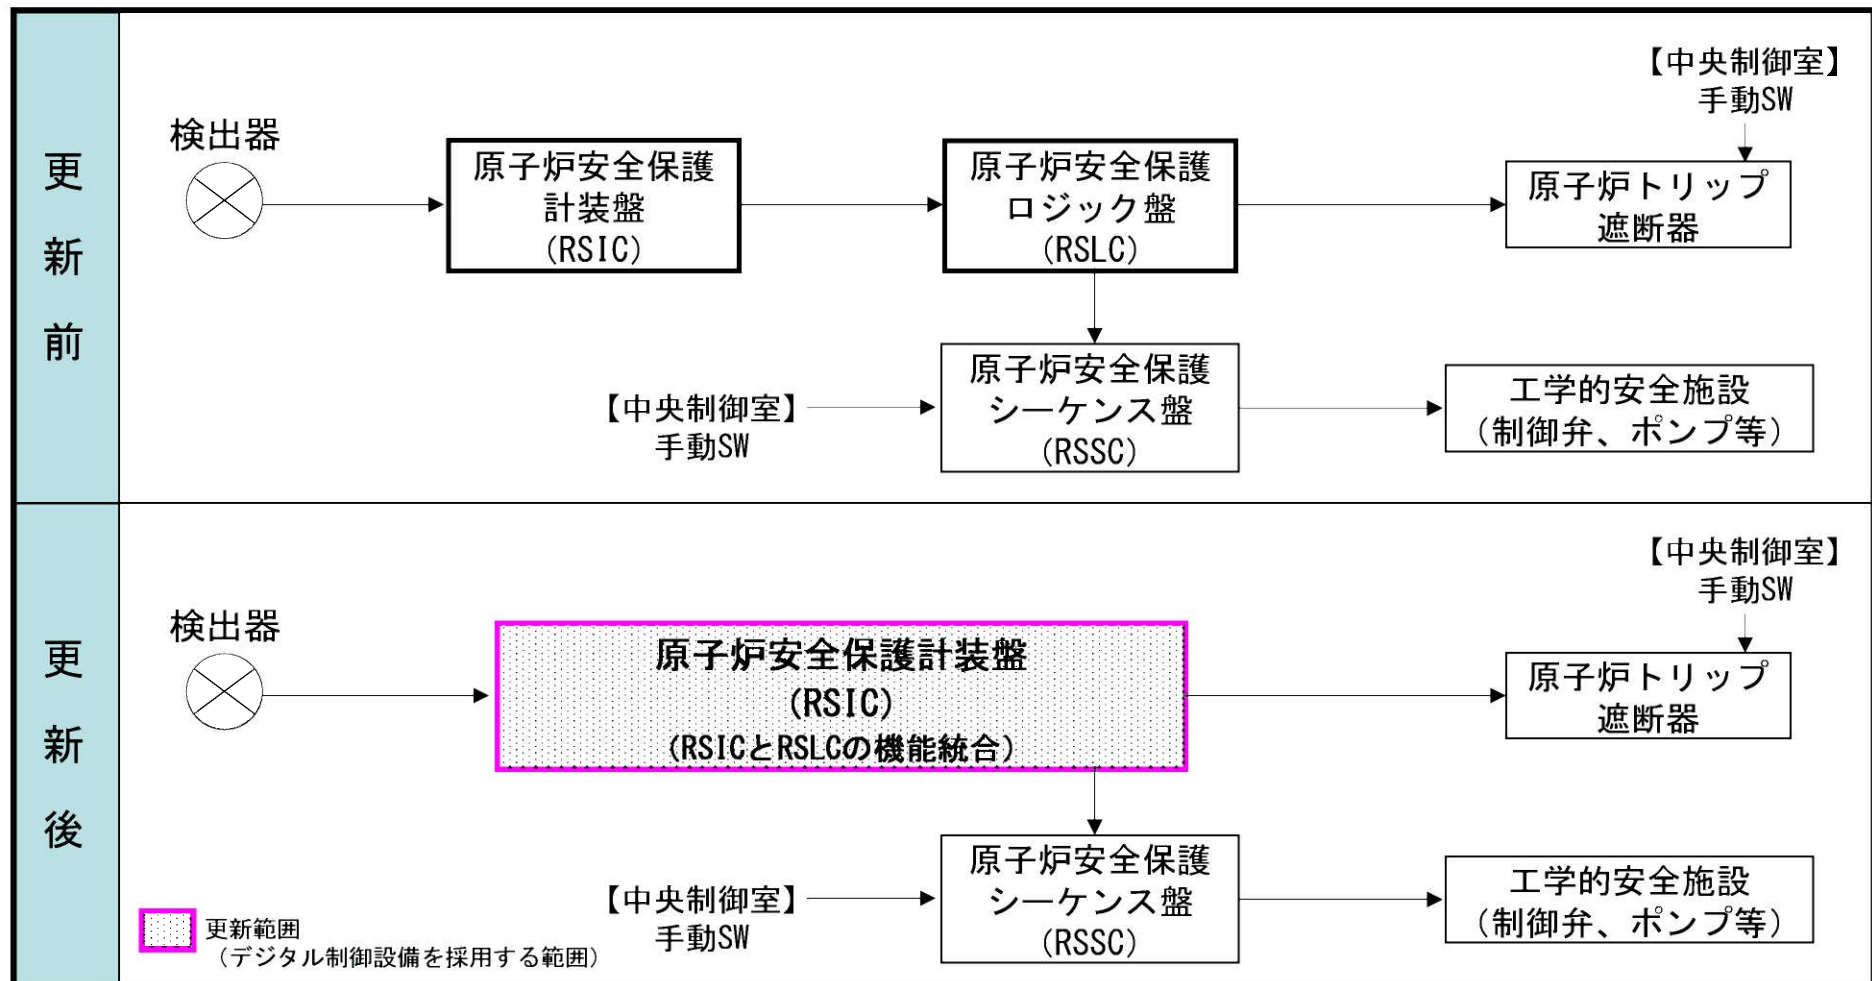 更新前
【中央制御室】
手動SW
検出器
原子炉安全保護
計装盤
(RSIC)
原子炉安全保護
ロジック盤
(RSLC)
原子炉トリップ
遮断器
【中央制御室】
手動SW
原子炉安全保護
シーケンス盤
(RSSC)
工学的安全施設
(制御弁、ポンプ等)
更新後
【中央制御室】
手動SW
検出器
原子炉安全保護計装盤
(RSIC)
(RSICとRSLCの機能統合)
原子炉トリップ
遮断器
【中央制御室】
手動SW
原子炉安全保護
シーケンス盤
(RSSC)
工学的安全施設
(制御弁、ポンプ等)
更新範囲
(デジタル制御設備を採用する範囲)